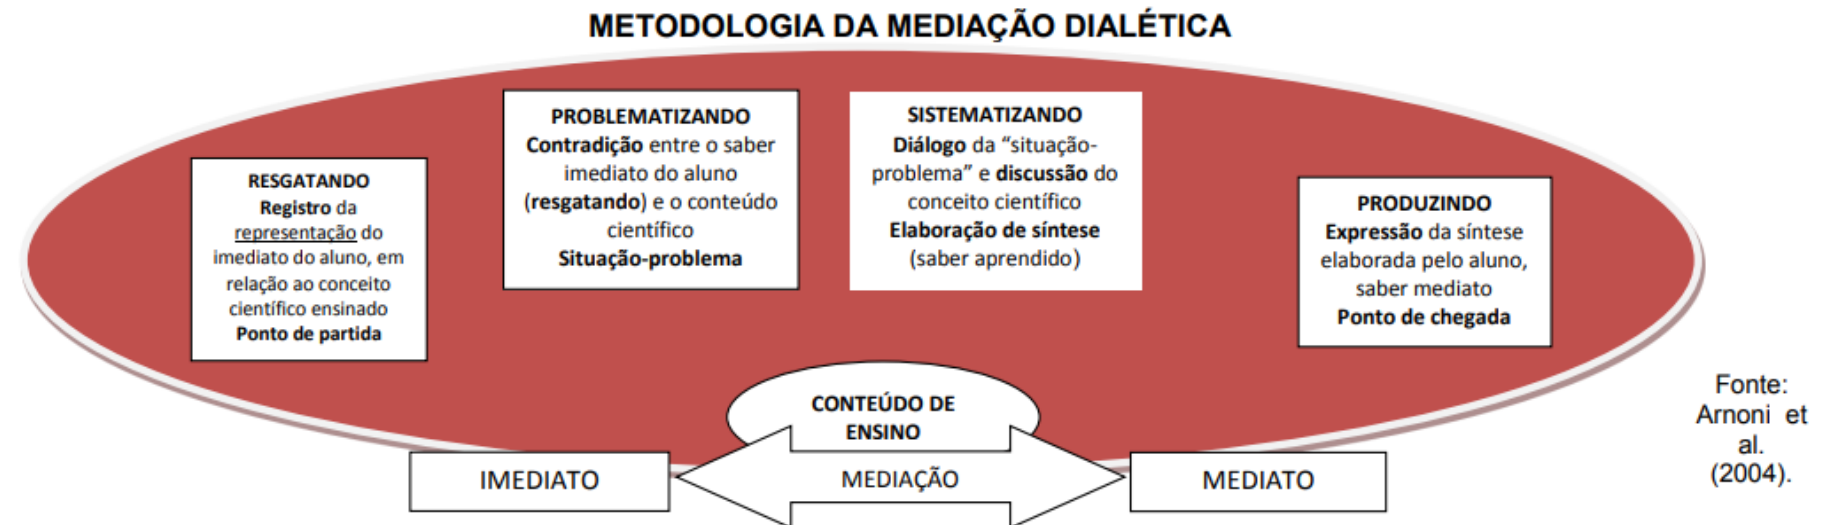 METODOLOGIA DA MEDIAÇÃO DIALÉTICA
RESGATANDO
Registro da
representação do
imediato do aluno, em
relação ao conceito
científico ensinado
Ponto de partida
PROBLEMATIZANDO
Contradição entre o saber
imediato do aluno
(resgatando) e o conteúdo
científico
Situação-problema
SISTEMATIZANDO
Diálogo da “situação-
problema” e discussão do
conceito científico
Elaboração de síntese
(saber aprendido)
PRODUZINDO
Expressão da síntese
elaborada pelo aluno,
saber mediato
Ponto de chegada
CONTEÚDO DE
ENSINO
IMEDIATO
MEDIAÇÃO
MEDIATO
Fonte:
Arnoni et
al.
(2004).